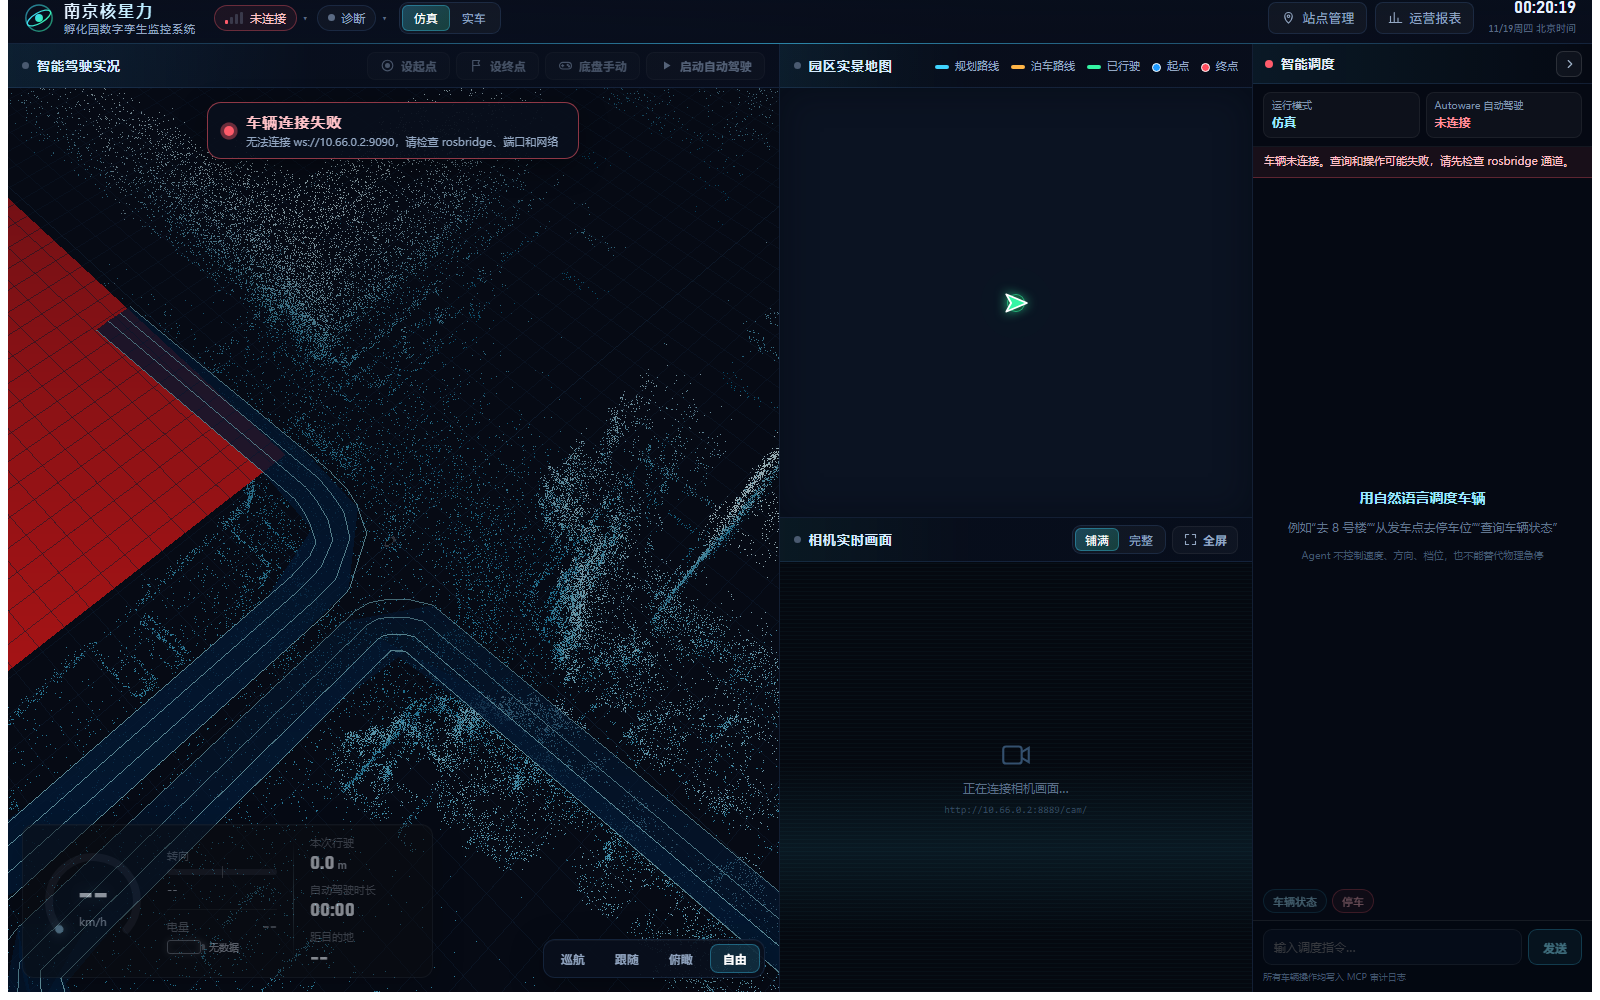 南京核星力
孵化园数字孪生监控系统
未连接
诊断
仿真
实车
站点管理
运营报表
00:20:19
11/19周四 北京时间
智能驾驶实况
设起点
设终点
底盘手动
启动自动驾驶
车辆连接失败
无法连接 ws://10.66.0.2:9090，请检查 rosbridge、端口和网络
园区实景地图
规划路线
泊车路线
已行驶
起点
终点
智能调度
运行模式
仿真
Autoware 自动驾驶
未连接
车辆未连接。查询和操作可能失败，请先检查 rosbridge 通道。
相机实时画面
铺满
完整
全屏
正在连接相机画面...
http://10.66.0.2:8889/cam/
用自然语言调度车辆
例如“去 8 号楼”“从发车点去停车位”“查询车辆状态”
Agent 不控制速度、方向、档位，也不能替代物理急停
车辆状态
停车
输入调度指令...
发送
所有车辆操作均写入 MCP 审计日志
--
km/h
转向
--
电量
--
无数据
本次行驶
0.0 m
自动驾驶时长
00:00
距目的地
--
巡航
跟随
俯瞰
自由